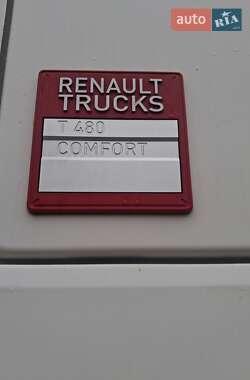 auto RIA
RENAULT
TRUCKS
T 480
COMFORT